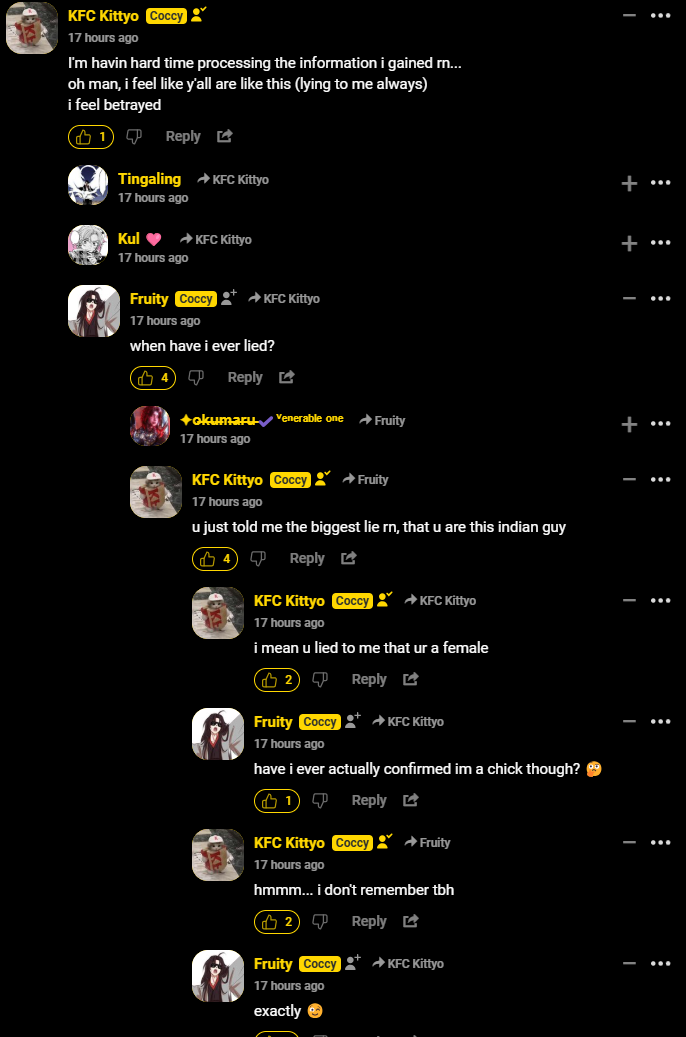 KFC Kittyo Coccy
17 hours ago
I'm havin hard time processing the information i gained rn...
oh man, i feel like y'all are like this (lying to me always)
i feel betrayed
1 Reply
Tingaling KFC Kittyo
17 hours ago
Kul KFC Kittyo
17 hours ago
Fruity Coccy KFC Kittyo
17 hours ago
when have i ever lied?
4 Reply
✦okumaru ᵛenerable one Fruity
17 hours ago
KFC Kittyo Coccy Fruity
17 hours ago
u just told me the biggest lie rn, that u are this indian guy
4 Reply
KFC Kittyo Coccy KFC Kittyo
17 hours ago
i mean u lied to me that ur a female
2 Reply
Fruity Coccy KFC Kittyo
17 hours ago
have i ever actually confirmed im a chick though? 🤔
1 Reply
KFC Kittyo Coccy Fruity
17 hours ago
hmmm... i don't remember tbh
2 Reply
Fruity Coccy KFC Kittyo
17 hours ago
exactly 😉